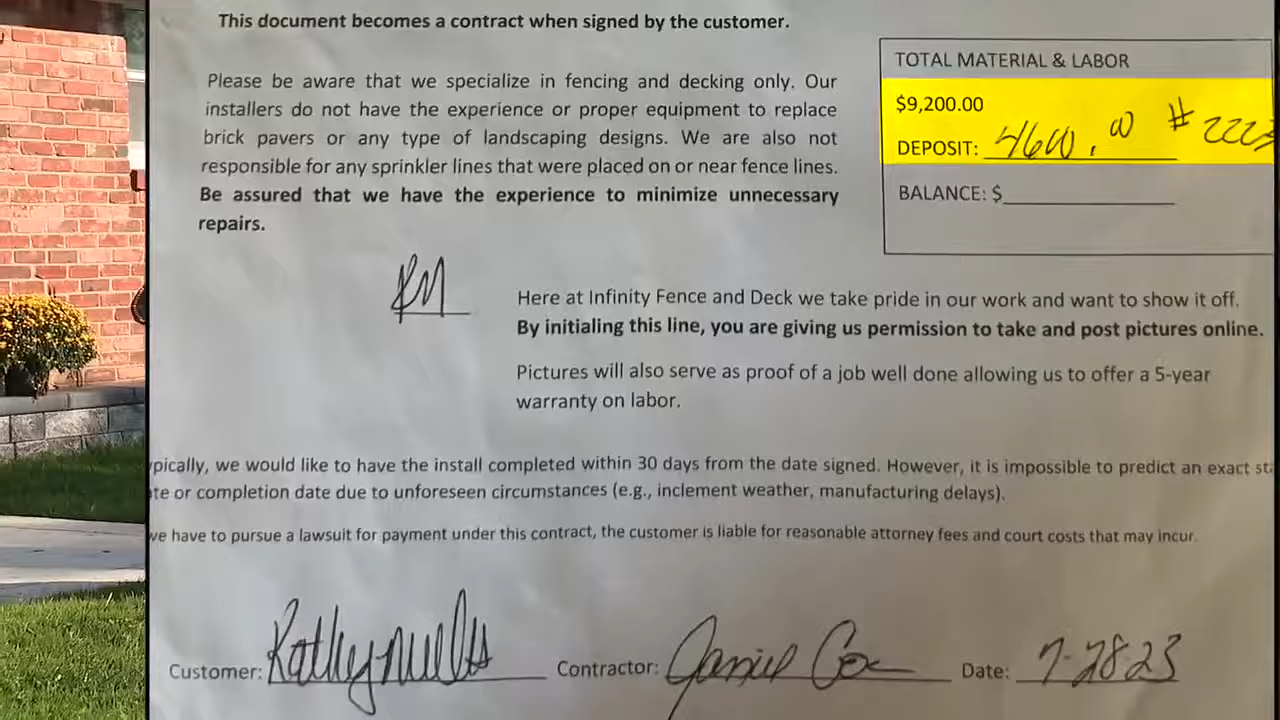 This document becomes a contract when signed by the customer.
TOTAL MATERIAL & LABOR
$9,200.00
DEPOSIT: 4600.00 #222
BALANCE: $
Please be aware that we specialize in fencing and decking only. Our
installers do not have the experience or proper equipment to replace
brick pavers or any type of landscaping designs. We are also not
responsible for any sprinkler lines that were placed on or near fence lines.
Be assured that we have the experience to minimize unnecessary
repairs.
KM
Here at Infinity Fence and Deck we take pride in our work and want to show it off.
By initialing this line, you are giving us permission to take and post pictures online.
Pictures will also serve as proof of a job well done allowing us to offer a 5-year
warranty on labor.
pically, we would like to have the install completed within 30 days from the date signed. However, it is impossible to predict an exact sta
te or completion date due to unforeseen circumstances (e.g., inclement weather, manufacturing delays).
ve have to pursue a lawsuit for payment under this contract, the customer is liable for reasonable attorney fees and court costs that may incur.
Customer: Kathy Contractor: Cox Date: 7-28 23